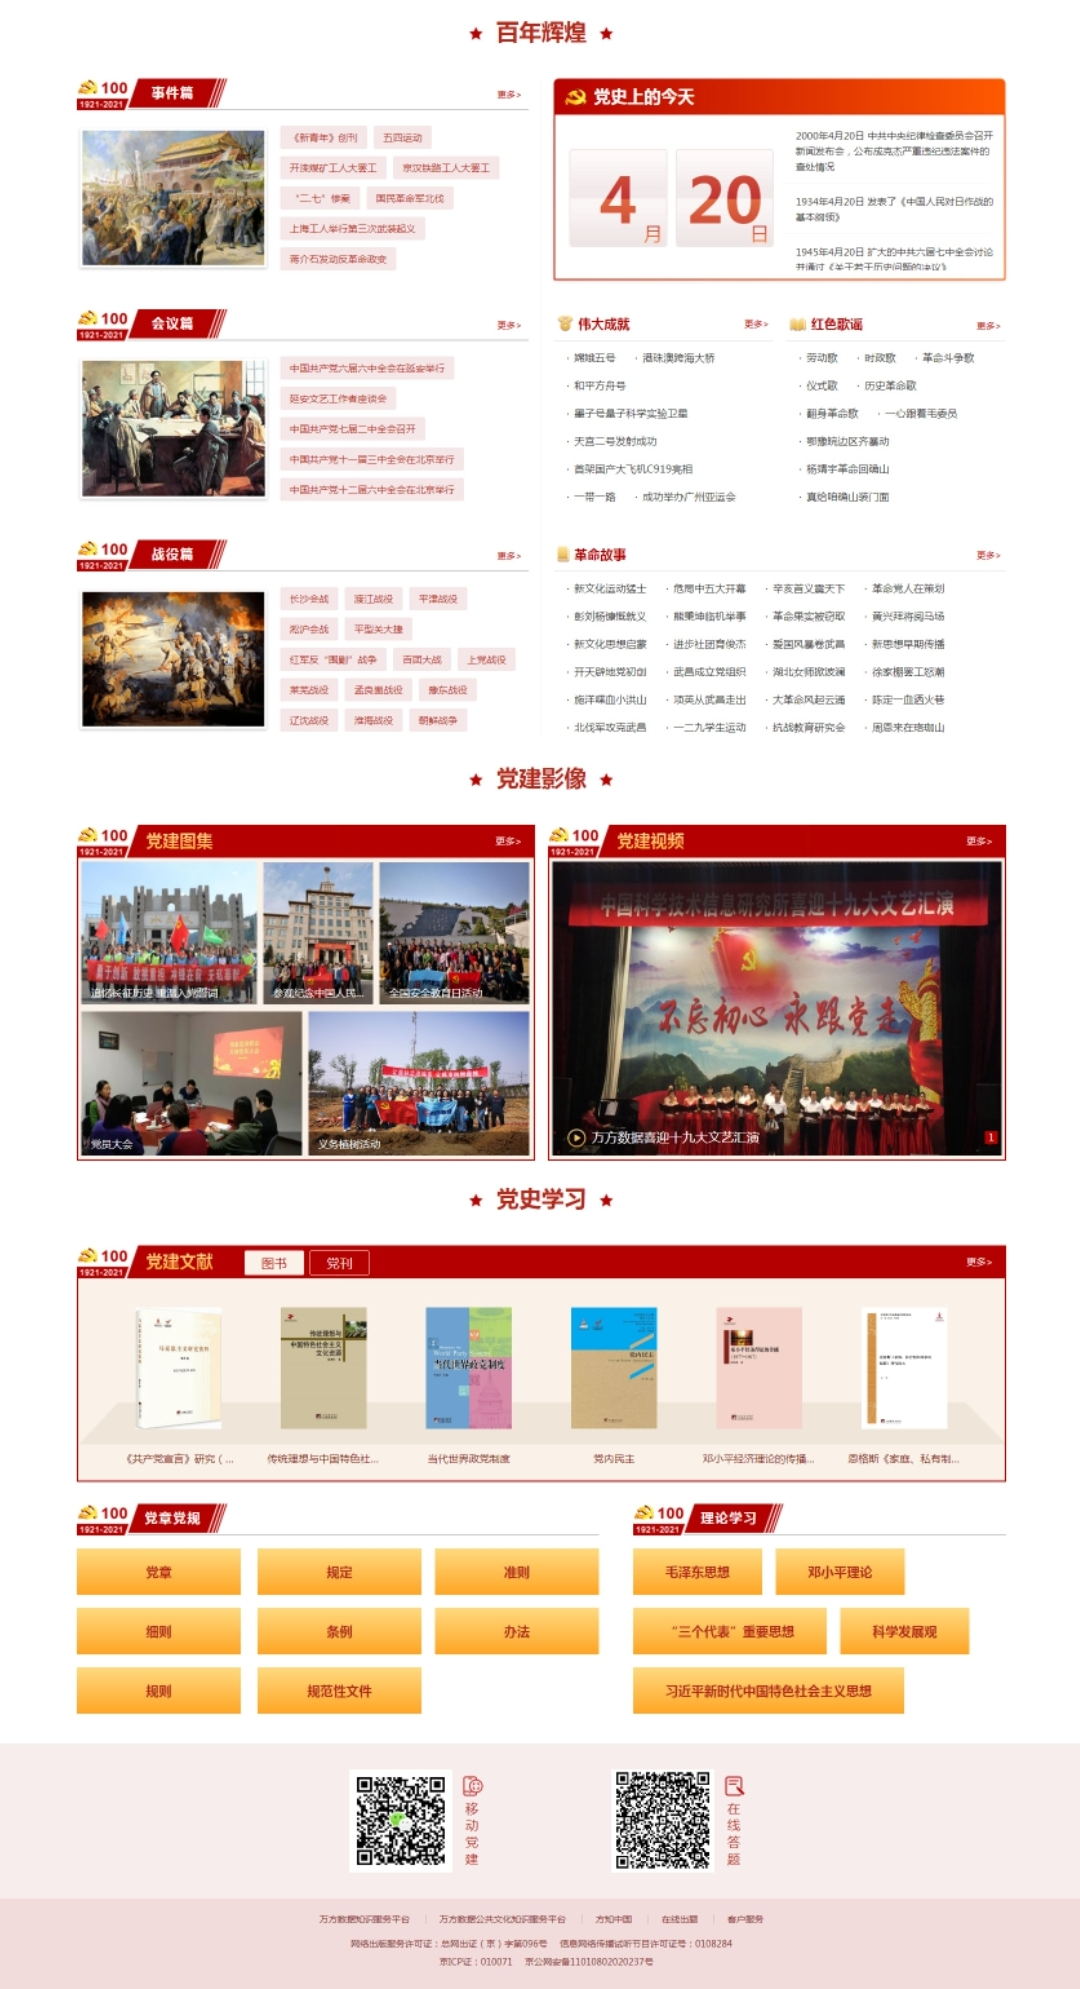 百年辉煌
100
1921-2021
事件篇
更多>
《新青年》创刊
五四运动
开滦煤矿工人大罢工
京汉铁路工人大罢工
“二.七”惨案
国民革命军北伐
上海工人举行第三次武装起义
蒋介石发动反革命政变
党史上的今天
4月
20日
2000年4月20日 中共中央纪律检查委员会召开
新闻发布会，公布成克杰严重违纪违法案件的
查处情况
1934年4月20日 发表了《中国人民对日作战的
基本纲领》
1945年4月20日 扩大的中共六届七中全会讨论
并通过《关于若干历史问题的决议》
100
1921-2021
会议篇
更多>
中国共产党六届六中全会在延安举行
延安文艺工作者座谈会
中国共产党七届二中全会召开
中国共产党十一届三中全会在北京举行
中国共产党十二届六中全会在北京举行
伟大成就
更多>
· 嫦娥五号 · 港珠澳跨海大桥
· 和平方舟号
· 墨子号量子科学实验卫星
· 天宫二号发射成功
· 首架国产大飞机C919亮相
· 一带一路 · 成功举办广州亚运会
红色歌谣
更多>
· 劳动歌 · 时政歌 · 革命斗争歌
· 仪式歌 · 历史革命歌
· 翻身革命歌 · 一心跟着毛委员
· 鄂豫皖边区齐暴动
· 杨靖宇革命回确山
· 真给咱确山装门面
100
1921-2021
战役篇
更多>
长沙会战
渡江战役
平津战役
淞沪会战
平型关大捷
红军反“围剿”战争
百团大战
上党战役
莱芜战役
孟良崮战役
豫东战役
辽沈战役
淮海战役
朝鲜战争
革命故事
更多>
· 新文化运动猛士 · 危局中五大开幕 · 辛亥首义震天下 · 革命党人在策划
· 彭刘杨慷慨就义 · 熊秉坤临机举事 · 革命果实被窃取 · 黄兴拜将阅马场
· 新文化思想启蒙 · 进步社团育俊杰 · 爱国风暴卷武昌 · 新思想早期传播
· 开天辟地党初创 · 武昌成立党组织 · 湖北女师掀波澜 · 徐家棚罢工怒潮
· 施洋喋血小洪山 · 项英从武昌走出 · 大革命风起云涌 · 陈定一血洒火巷
· 北伐军攻克武昌 · 一二九学生运动 · 抗战教育研究会 · 周恩来在珞珈山
党建影像
100
1921-2021
党建图集
更多>
追忆长征历史 重温入党誓词
参观纪念中国人民...
全国安全教育日活动
党员大会
义务植树活动
100
1921-2021
党建视频
更多>
中国科学技术信息研究所喜迎十九大文艺汇演
不忘初心 永跟党走
万方数据喜迎十九大文艺汇演
1
党史学习
100
1921-2021
党建文献
图书
党刊
更多>
当代世界政党制度
党内民主
《共产党宣言》研究（...
传统理想与中国特色社...
当代世界政党制度
党内民主
邓小平经济理论的传播...
恩格斯《家庭、私有制...
100
1921-2021
党章党规
党章
规定
准则
细则
条例
办法
规则
规范性文件
100
1921-2021
理论学习
毛泽东思想
邓小平理论
“三个代表”重要思想
科学发展观
习近平新时代中国特色社会主义思想
移动党建
在线答题
万方数据知识服务平台
万方数据公共文化知识服务平台
方知中国
在线出题
客户服务
网络出版服务许可证：总网出证（京）字第096号 信息网络传播试听节目许可证号：0108284
京ICP证：010071 京公网安备11010802020237号